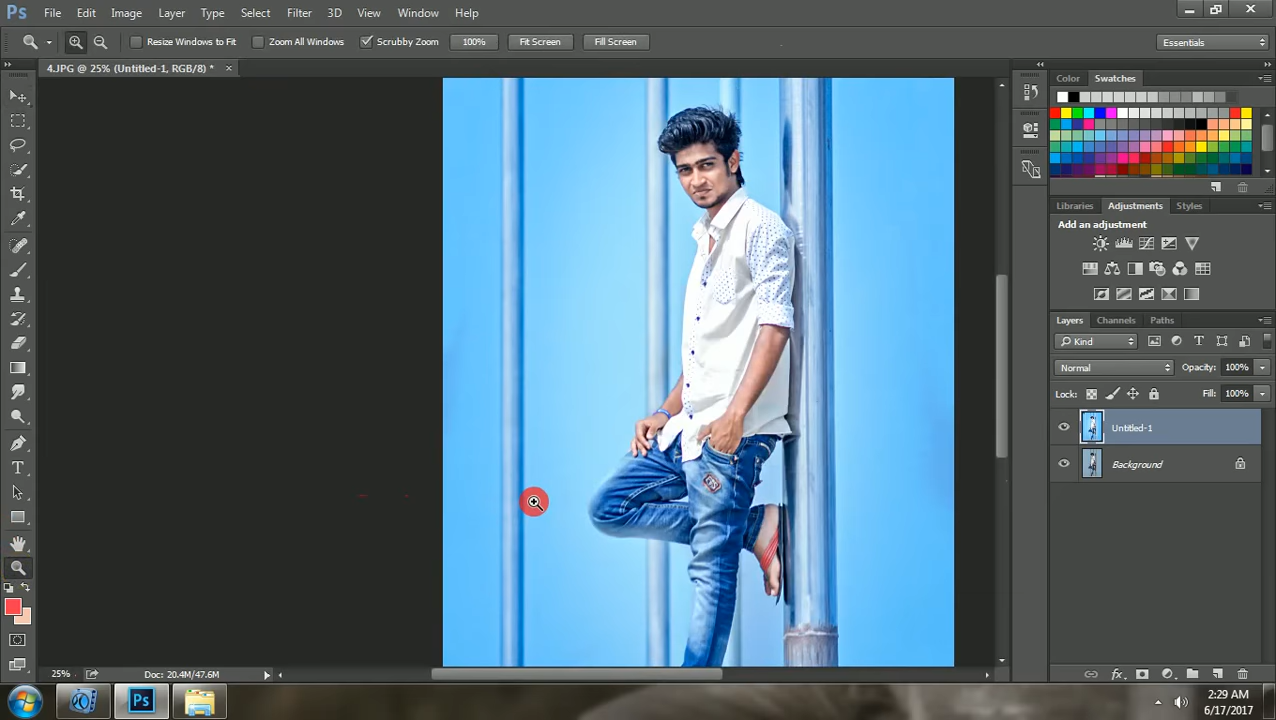 Ps File Edit Image Layer Type Select Filter 3D View Window Help
Resize Windows to Fit Zoom All Windows Scrubby Zoom 100% Fit Screen Fill Screen Essentials
4.JPG @ 25% (Untitled-1, RGB/8) *
Color Swatches
Libraries Adjustments Styles
Add an adjustment
Layers Channels Paths
Kind
Normal Opacity: 100%
Lock: Fill: 100%
Untitled-1
Background
25% Doc: 20.4M/47.6M
Ps
2:29 AM
6/17/2017